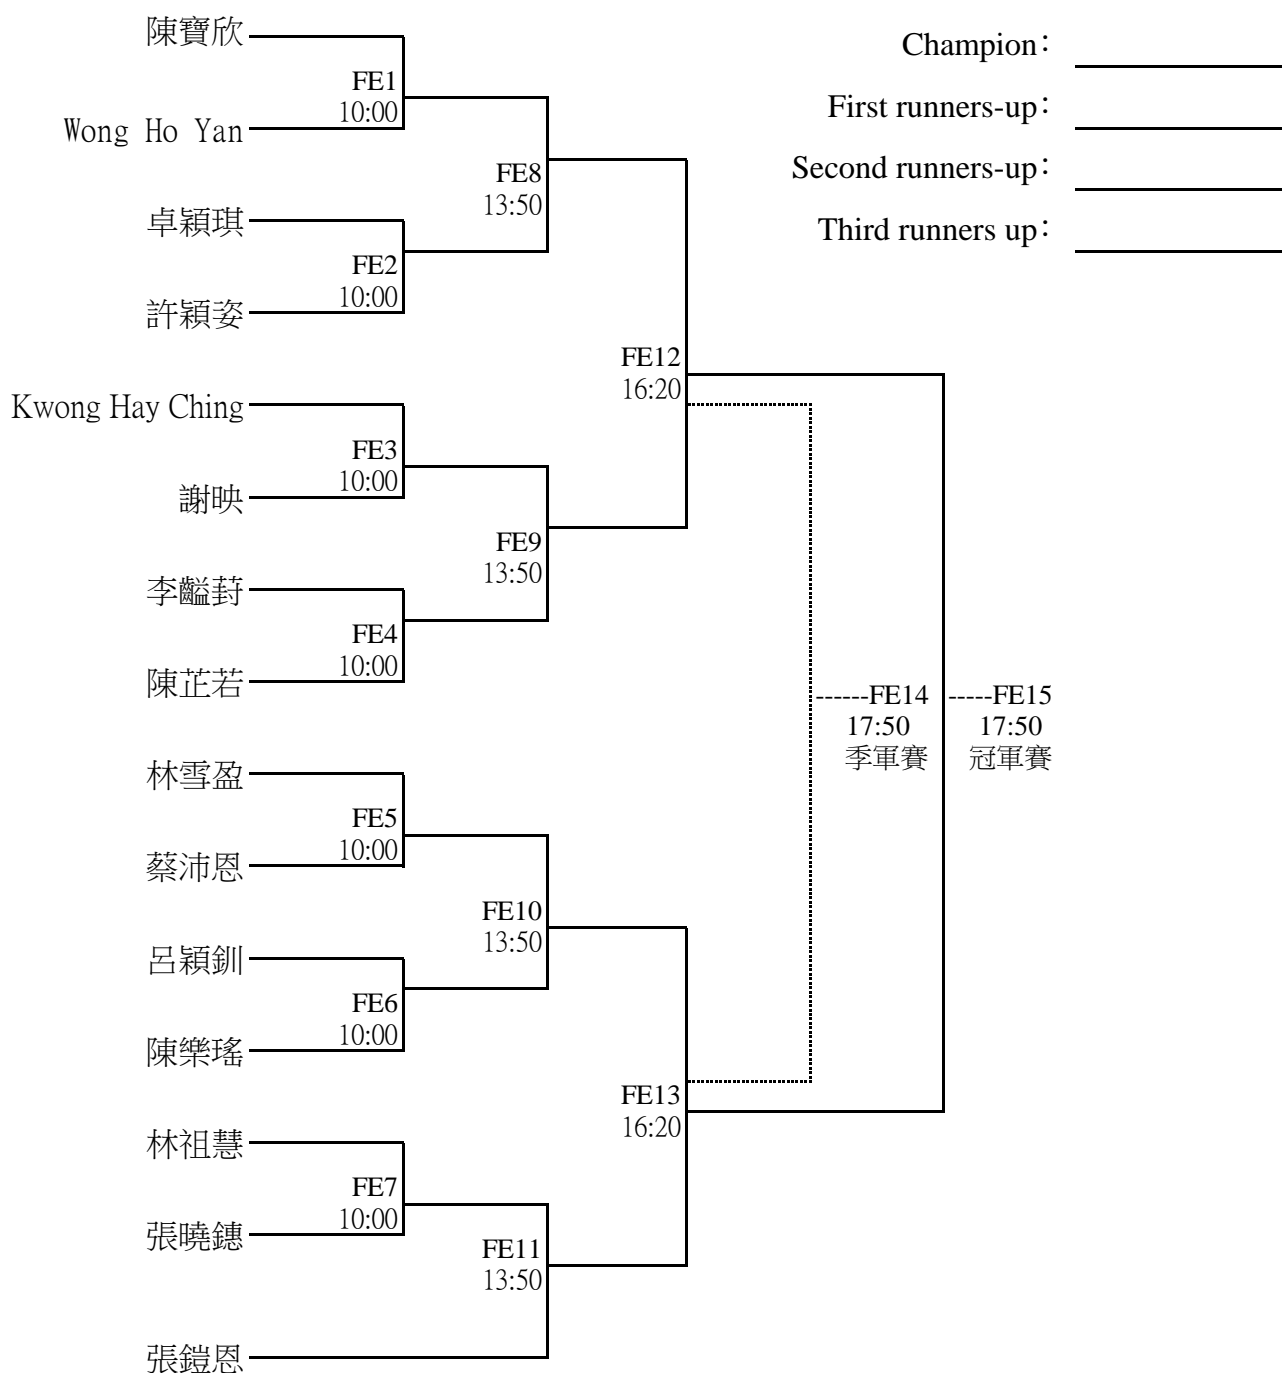 陳寶欣
Champion：
FE1
10:00
First runners-up：
Wong Ho Yan
FE8
13:50
Second runners-up：
卓穎琪
Third runners up：
FE2
10:00
許穎姿
FE12
16:20
Kwong Hay Ching
FE3
10:00
謝映
FE9
13:50
李齸葑
FE4
10:00
陳芷若
------FE14
17:50
季軍賽
-----FE15
17:50
冠軍賽
林雪盈
FE5
10:00
蔡沛恩
FE10
13:50
呂穎釧
FE6
10:00
陳樂瑤
FE13
16:20
林祖慧
FE7
10:00
張曉鏸
FE11
13:50
張鎧恩